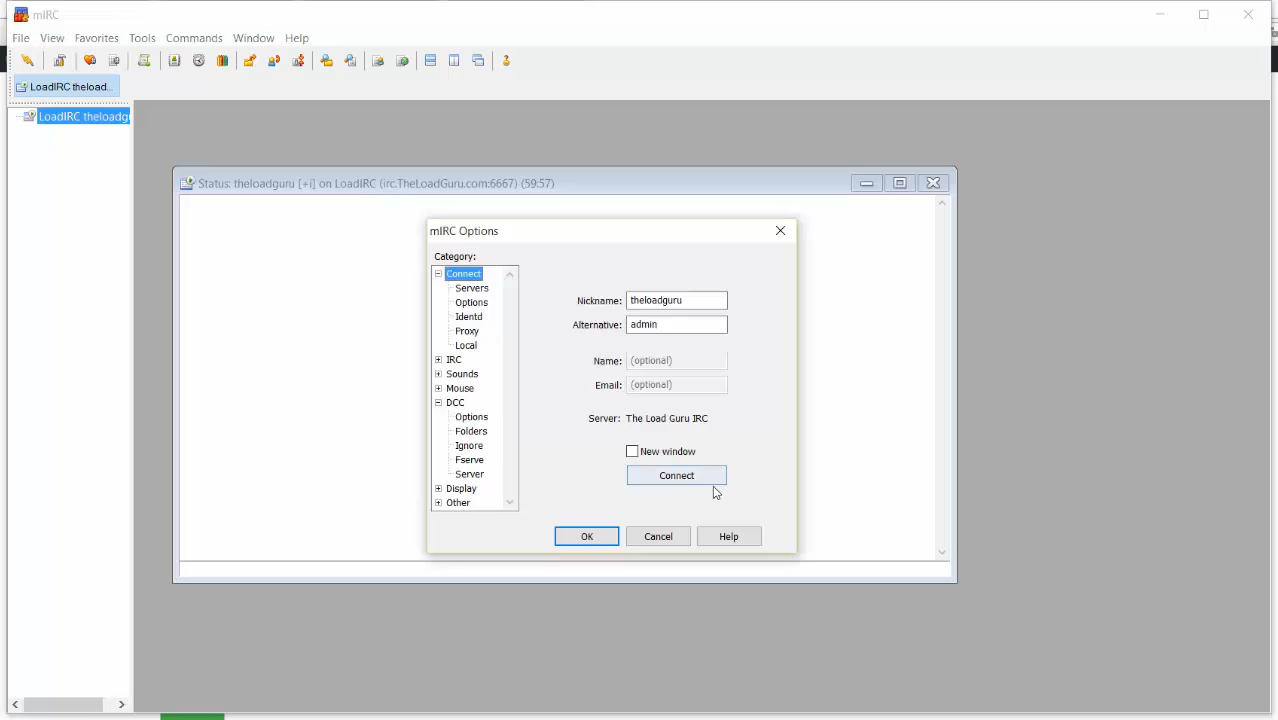 mIRC
File View Favorites Tools Commands Window Help
LoadIRC theload...
LoadIRC theloadg
Status: theloadguru [+i] on LoadIRC (irc.TheLoadGuru.com:6667) (59:57)
mIRC Options
Category:
Connect
Servers
Options
Identd
Proxy
Local
IRC
Sounds
Mouse
DCC
Options
Folders
Ignore
Fserve
Server
Display
Other
Nickname: theloadguru
Alternative: admin
Name: (optional)
Email: (optional)
Server: The Load Guru IRC
New window
Connect
OK Cancel Help